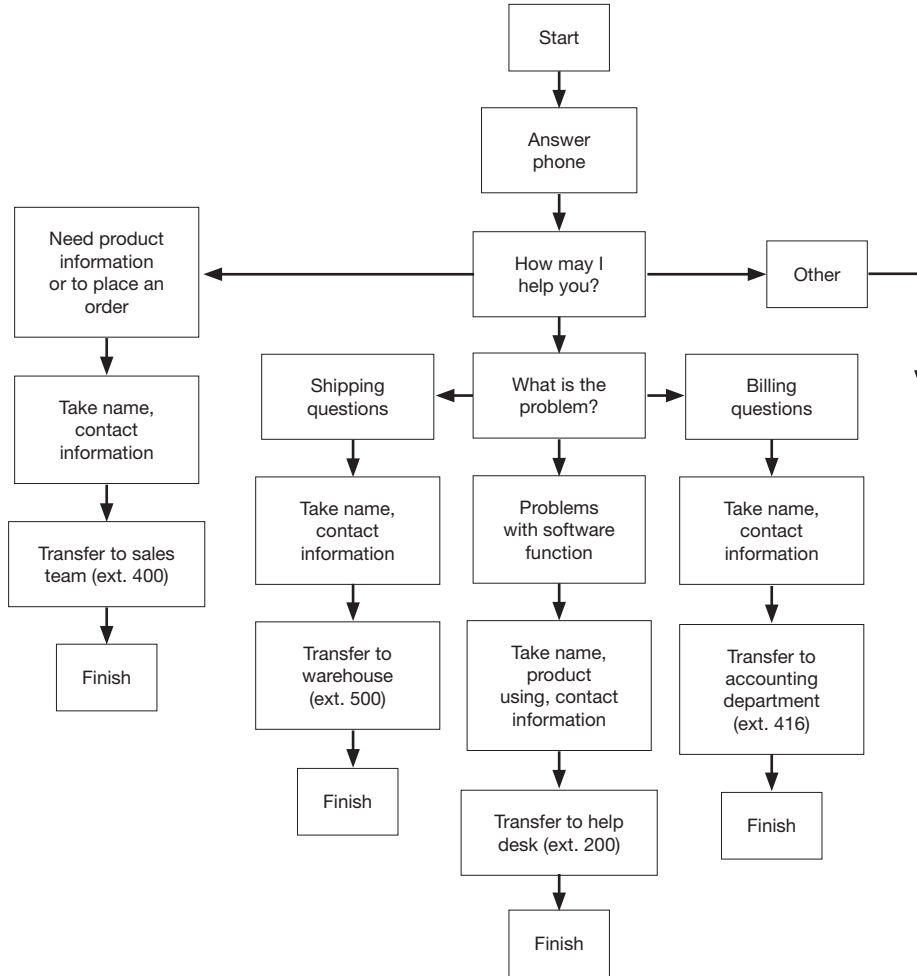 Start
Answer
phone
How may I
help you?
Need product
information
or to place an
order
Other
Take name,
contact
information
Transfer to sales
team (ext. 400)
Finish
What is the
problem?
Shipping
questions
Take name,
contact
information
Transfer to
warehouse
(ext. 500)
Finish
Problems
with software
function
Take name,
product
using, contact
information
Transfer to help
desk (ext. 200)
Finish
Billing
questions
Take name,
contact
information
Transfer to
accounting
department
(ext. 416)
Finish